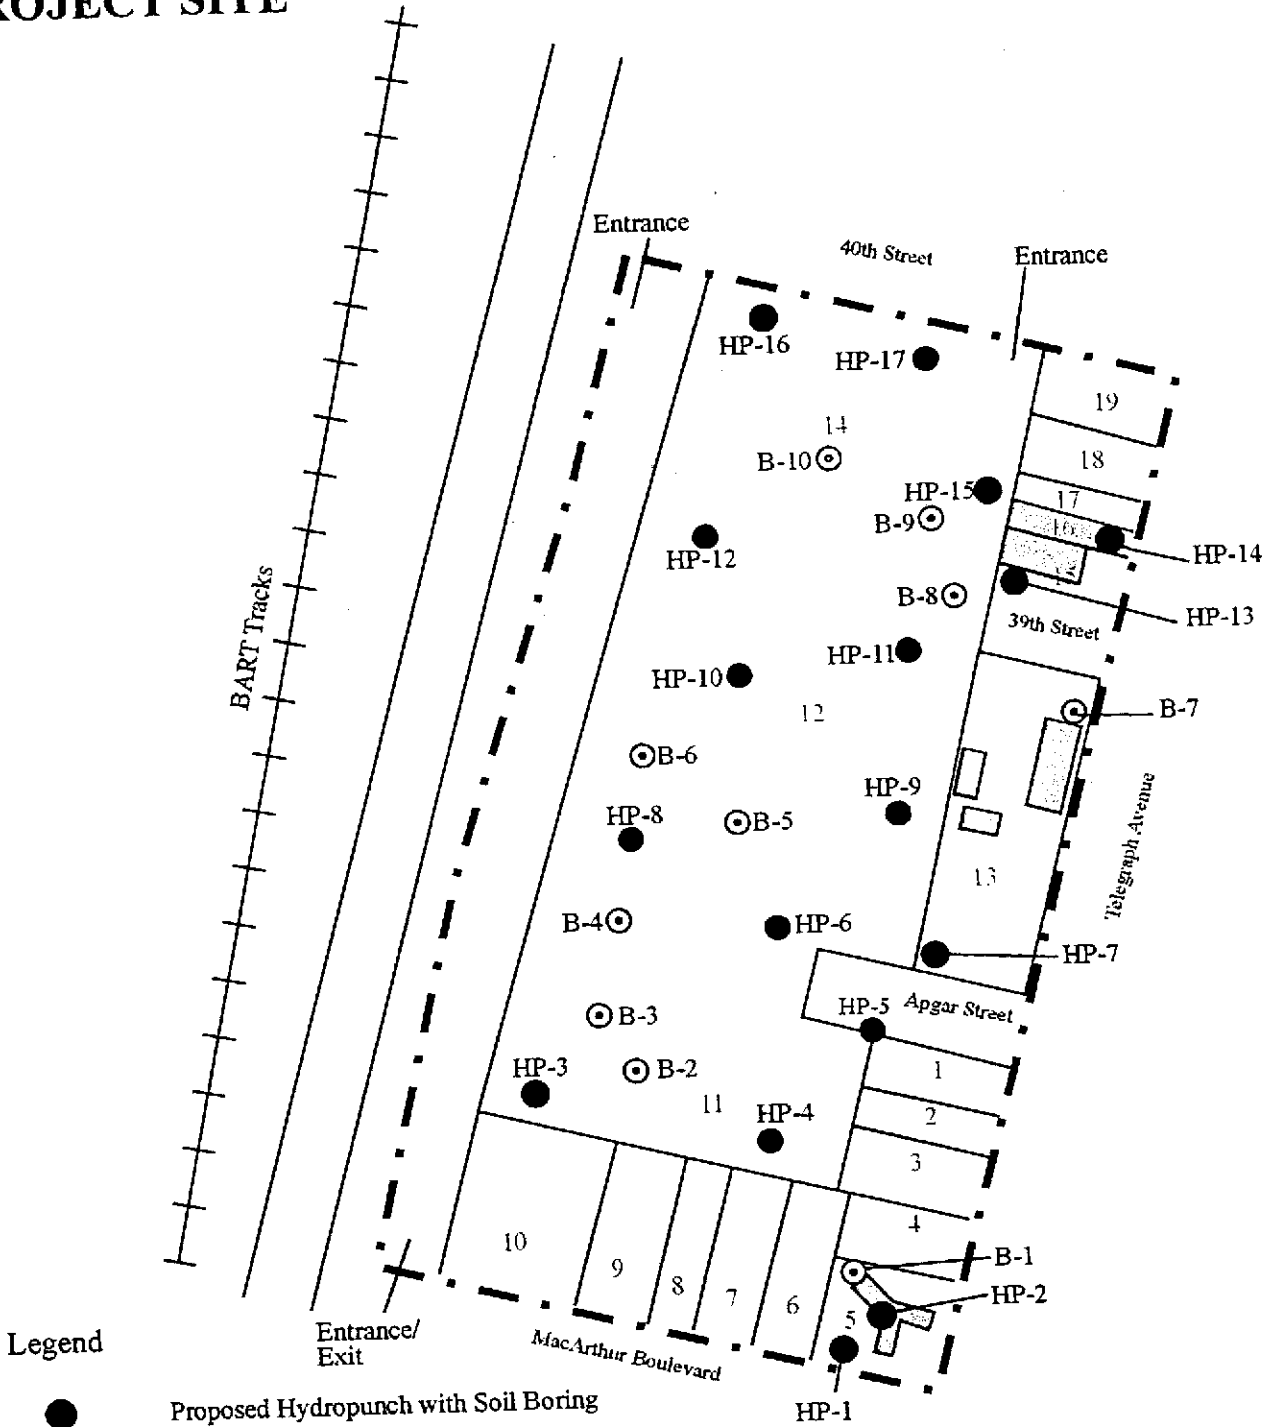 ROJECT SITE
Entrance
40th Street
Entrance
HP-16
HP-17
19
14
B-10
18
HP-15
17
B-9
16
HP-12
HP-14
15
B-8
HP-13
BART Tracks
39th Street
HP-11
HP-10
12
B-7
B-6
HP-9
HP-8
B-5
Telegraph Avenue
13
B-4
HP-6
HP-7
Apgar Street
HP-5
B-3
HP-3
B-2
1
11
HP-4
2
3
4
10
9
8
7
6
B-1
HP-2
5
Legend
Entrance/
Exit
MacArthur Boulevard
Proposed Hydropunch with Soil Boring
HP-1